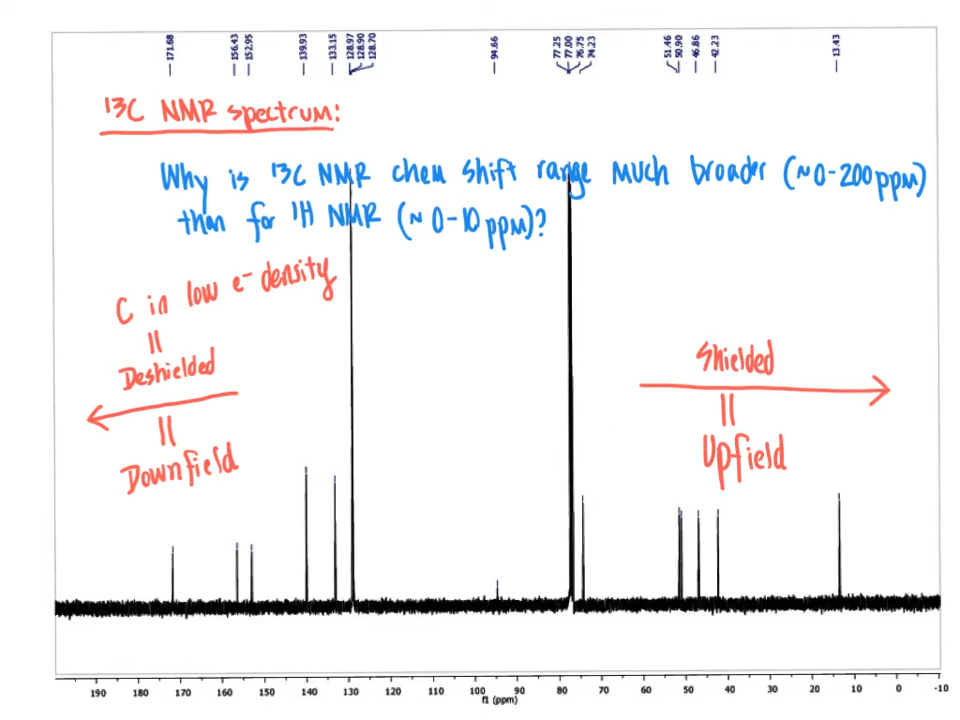 171.68
156.43
152.95
139.93
133.15
128.97
128.90
128.70
94.66
77.25
77.00
76.75
74.23
51.46
50.90
46.86
42.23
13.43
¹³C NMR spectrum:
Why is ¹³C NMR chem shift range much broader (~0-200ppm)
than for ¹H NMR (~0-10ppm)?
C in low e⁻ density
=
Deshielded
=
Downfield
Shielded
=
Upfield
190 180 170 160 150 140 130 120 110 100 90 80 70 60 50 40 30 20 10 0 -10
f1 (ppm)